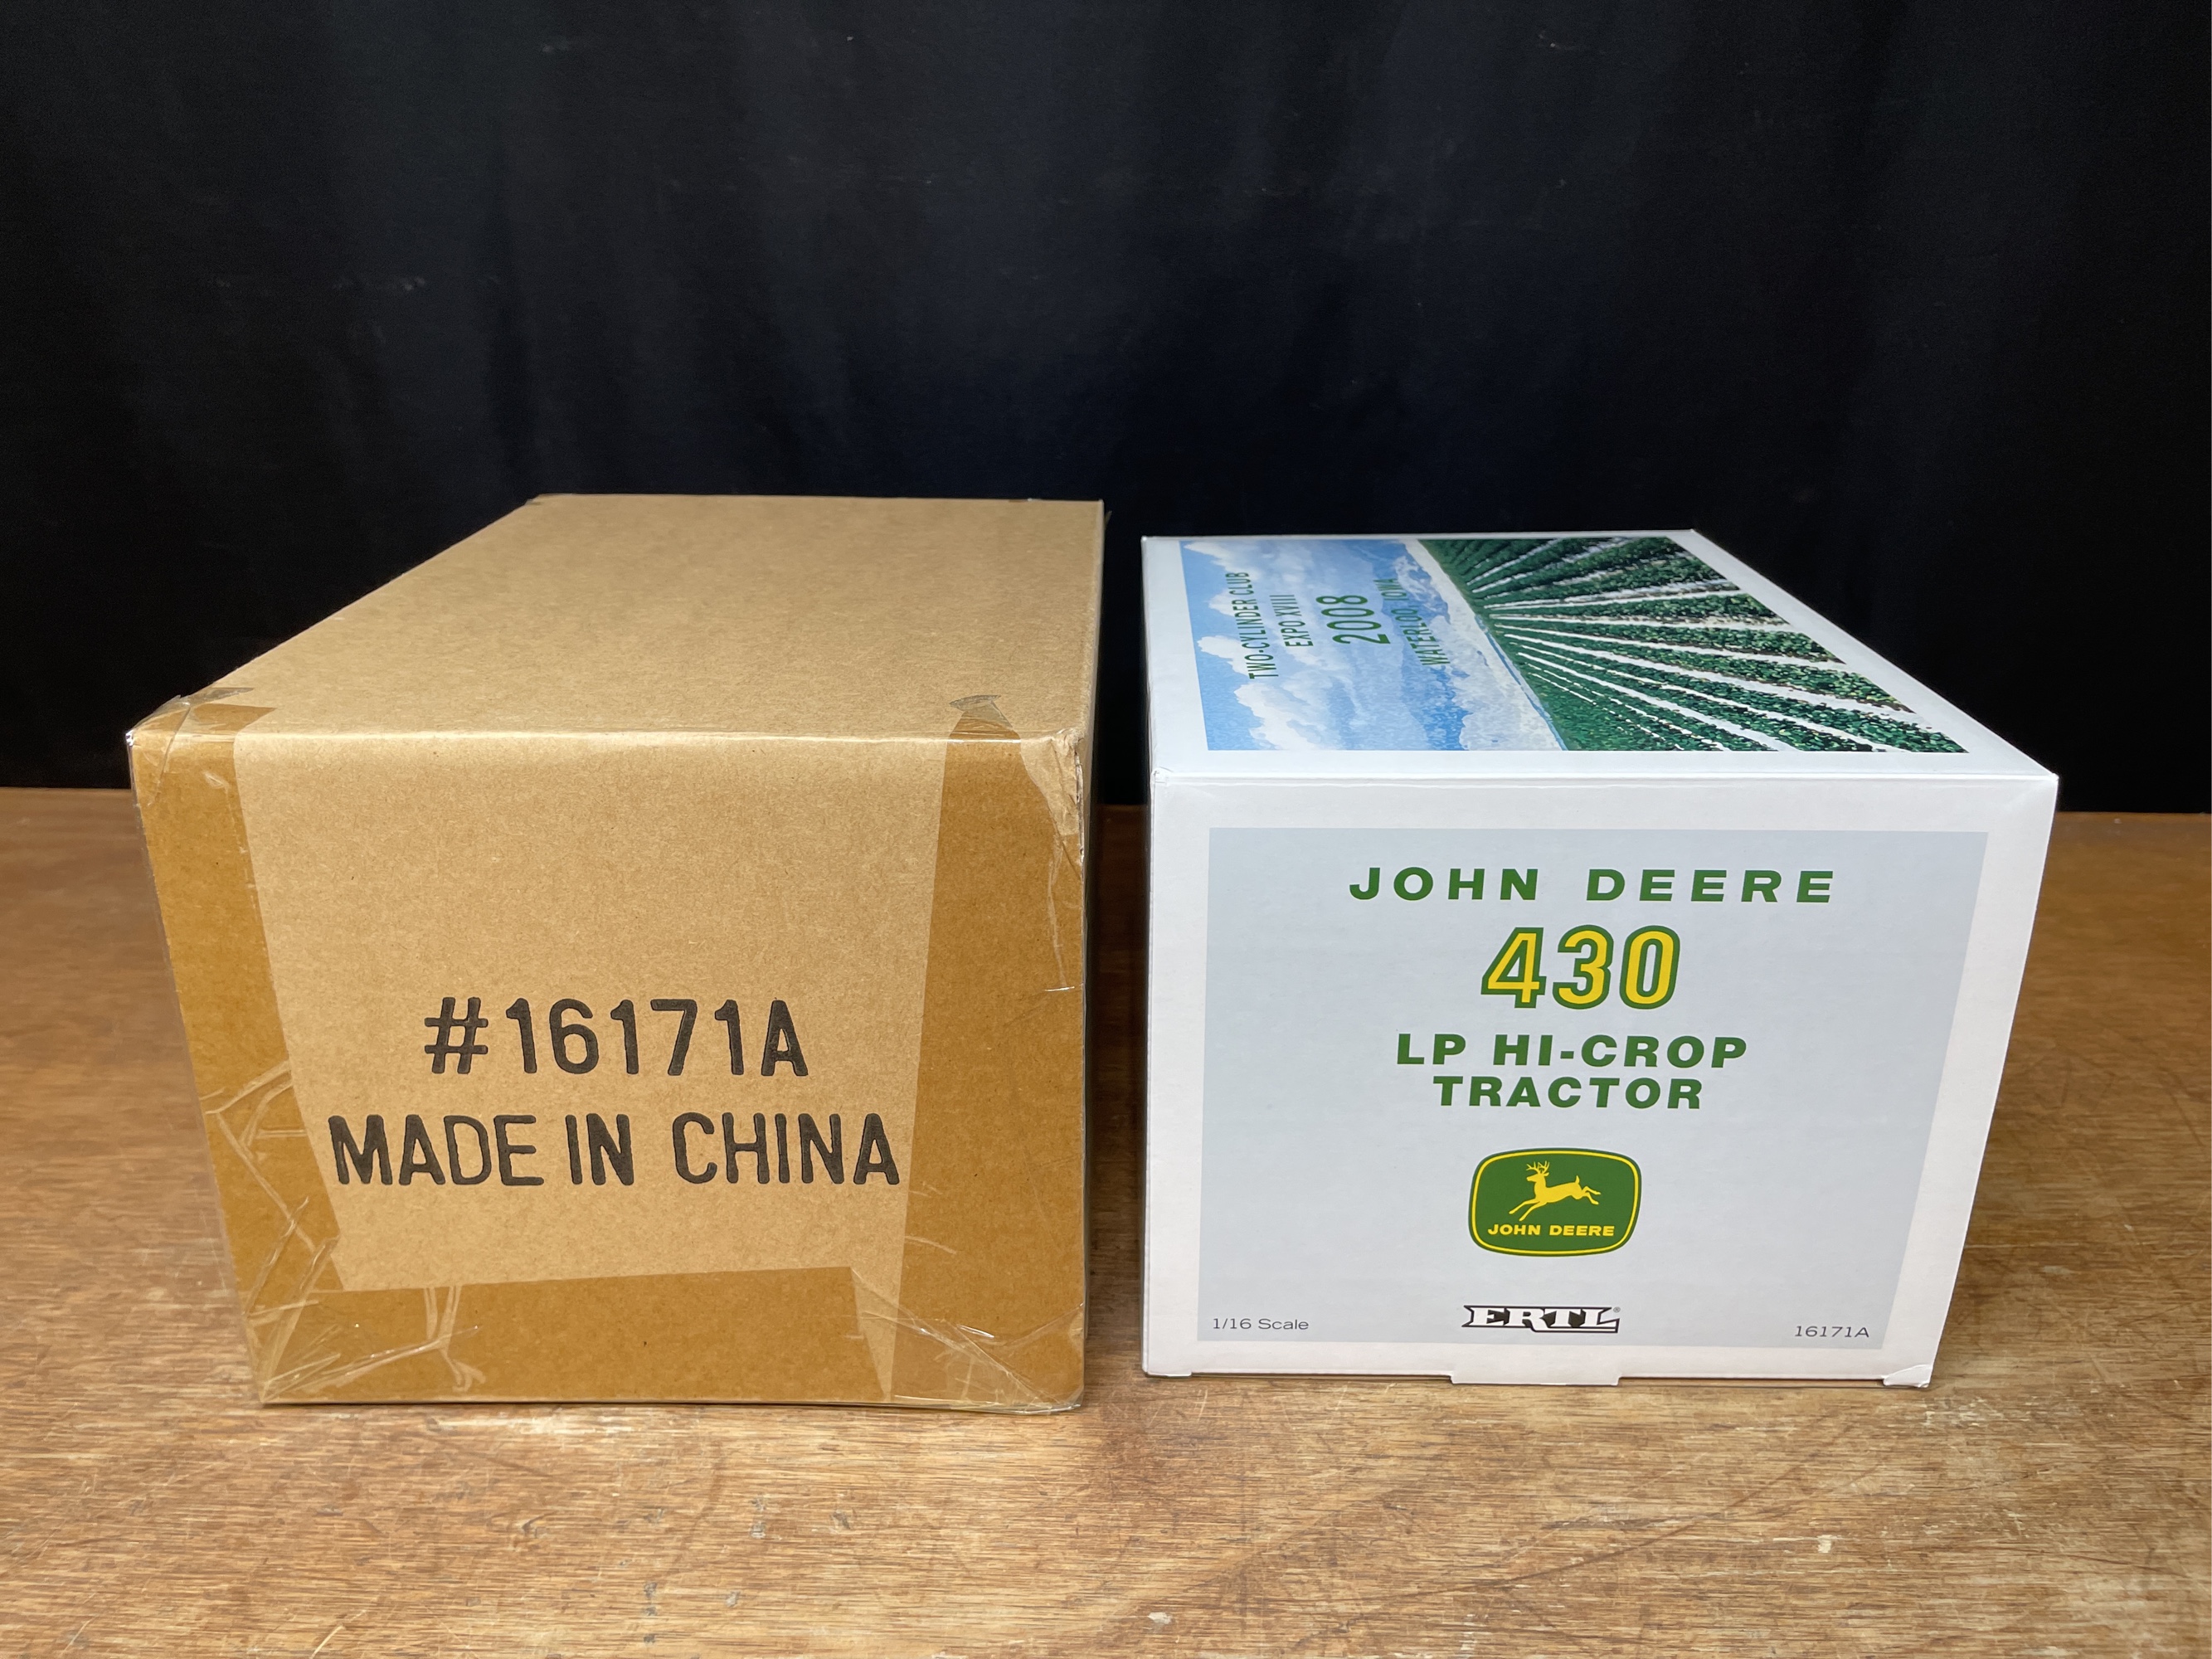 #16171A
MADE IN CHINA
TWO-CYLINDER CLUB
EXPO XVIII
2008
WATERLOO, IOWA
JOHN DEERE
430
LP HI-CROP
TRACTOR
JOHN DEERE
1/16 Scale
ERTL®
16171A